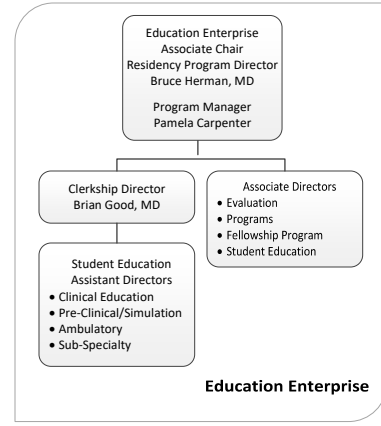 Education Enterprise
Associate Chair
Residency Program Director
Bruce Herman, MD
Program Manager
Pamela Carpenter
Clerkship Director
Brian Good, MD
Associate Directors
• Evaluation
• Programs
• Fellowship Program
• Student Education
Student Education
Assistant Directors
• Clinical Education
• Pre-Clinical/Simulation
• Ambulatory
• Sub-Specialty
Education Enterprise